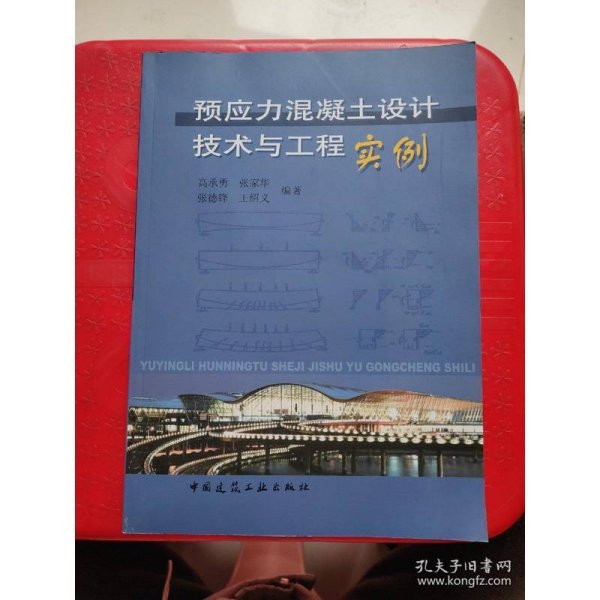 预应力混凝土设计
技术与工程实例
高承勇 张家华
张德锋 王绍义 编著
YUYINGLI HUNNINGTU SHEJI JISHU YU GONGCHENG SHILI
中国建筑工业出版社
孔夫子旧书网
www.kongfz.com